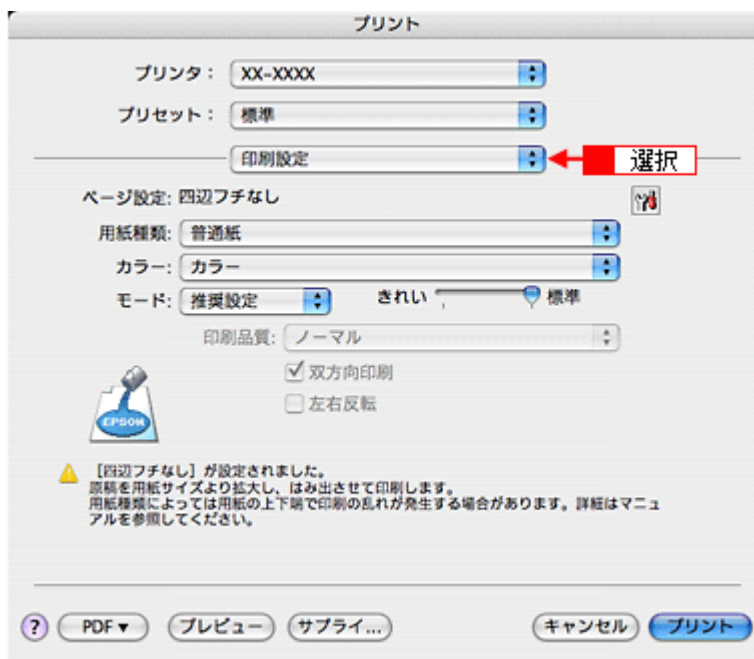 プリント
プリンタ： XX-XXXX
プリセット： 標準
印刷設定 選択
ページ設定: 四辺フチなし
用紙種類: 普通紙
カラー: カラー
モード: 推奨設定 きれい 標準
印刷品質: ノーマル
双方向印刷
左右反転
EPSON
［四辺フチなし］が設定されました。
原稿を用紙サイズより拡大し、はみ出させて印刷します。
用紙種類によっては用紙の上下端で印刷の乱れが発生する場合があります。詳細はマニュ
アルを参照してください。
? PDF▼ プレビュー サプライ... キャンセル プリント